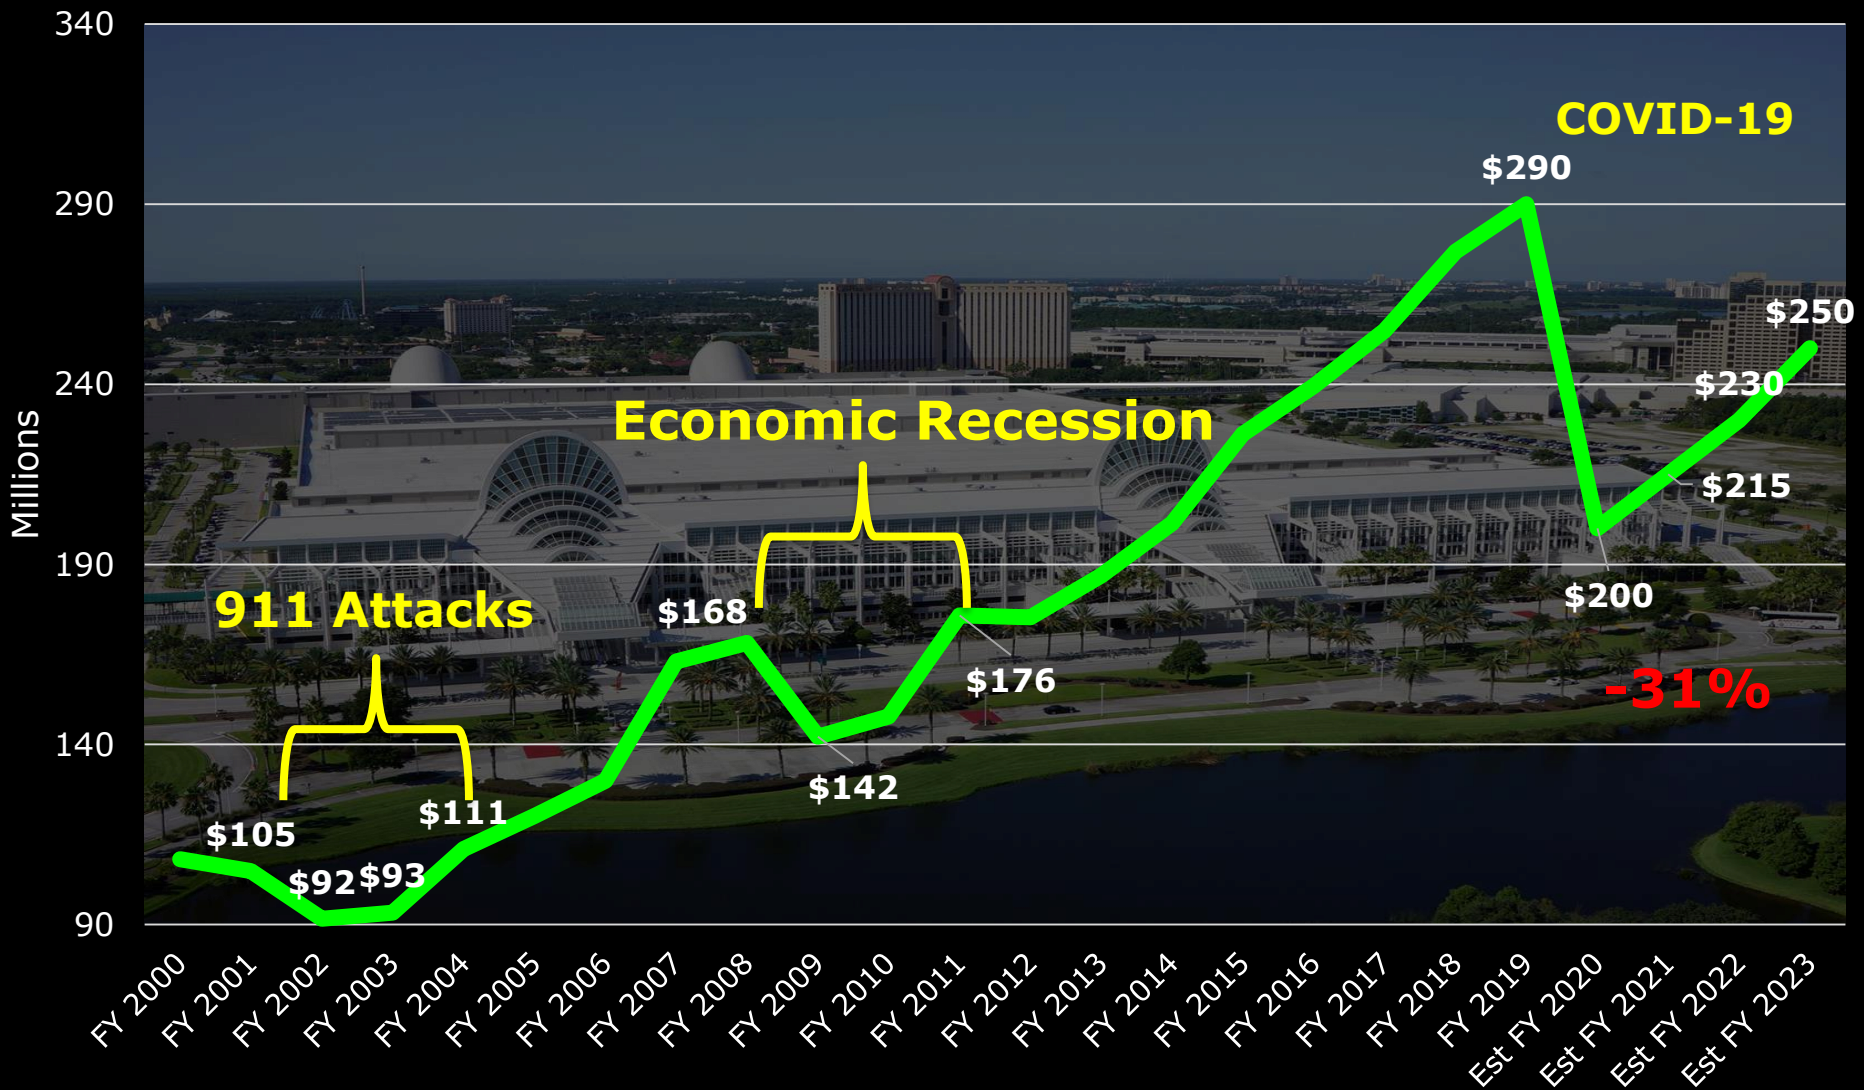 340
290
240
190
140
90
Millions
COVID-19
$290
$250
$230
Economic Recession
$215
$200
911 Attacks
$168
-31%
$176
$142
$111
$105
$92
$93
FY 2000
FY 2001
FY 2002
FY 2003
FY 2004
FY 2005
FY 2006
FY 2007
FY 2008
FY 2009
FY 2010
FY 2011
FY 2012
FY 2013
FY 2014
FY 2015
FY 2016
FY 2017
FY 2018
FY 2019
Est FY 2020
Est FY 2021
Est FY 2022
Est FY 2023